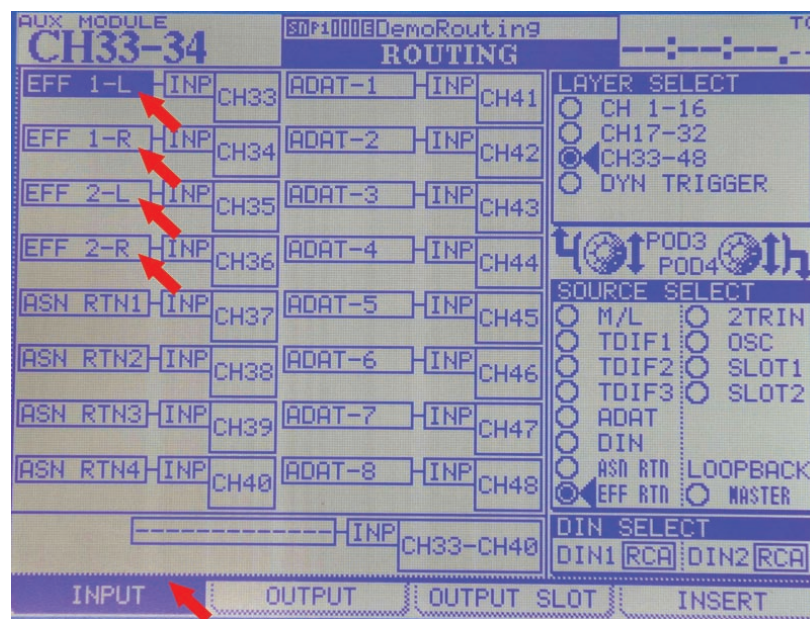 AUX MODULE
CH33-34
DemoRouting
ROUTING
--:--:--.--
EFF 1-L INP CH33
EFF 1-R INP CH34
EFF 2-L INP CH35
EFF 2-R INP CH36
ASN RTN1 INP CH37
ASN RTN2 INP CH38
ASN RTN3 INP CH39
ASN RTN4 INP CH40
ADAT-1 INP CH41
ADAT-2 INP CH42
ADAT-3 INP CH43
ADAT-4 INP CH44
ADAT-5 INP CH45
ADAT-6 INP CH46
ADAT-7 INP CH47
ADAT-8 INP CH48
---------- INP CH33-CH40
LAYER SELECT
CH 1-16
CH17-32
CH33-48
DYN TRIGGER
POD3
POD4
SOURCE SELECT
M/L
TDIF1
TDIF2
TDIF3
ADAT
DIN
ASN RTN
EFF RTN
2TRIN
OSC
SLOT1
SLOT2
LOOPBACK
MASTER
DIN SELECT
DIN1 RCA DIN2 RCA
INPUT OUTPUT OUTPUT SLOT INSERT